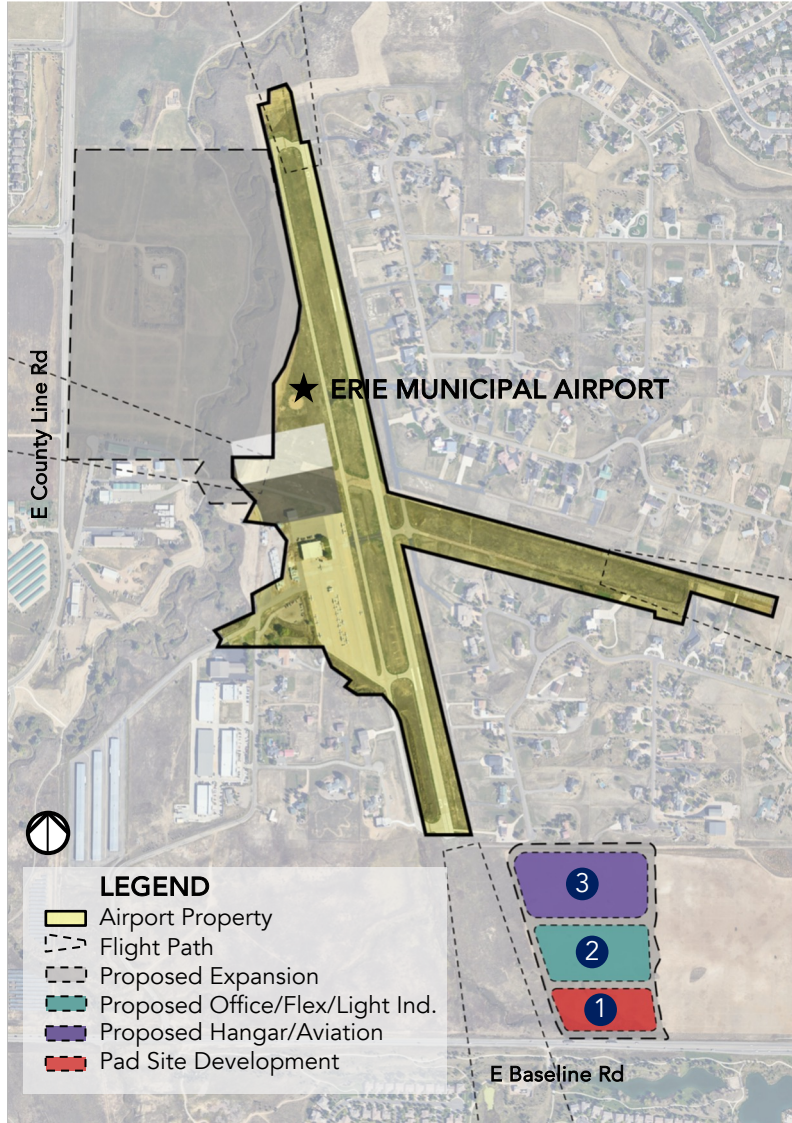 E County Line Rd
★ ERIE MUNICIPAL AIRPORT
LEGEND
Airport Property
Flight Path
Proposed Expansion
Proposed Office/Flex/Light Ind.
Proposed Hangar/Aviation
Pad Site Development
3
2
1
E Baseline Rd